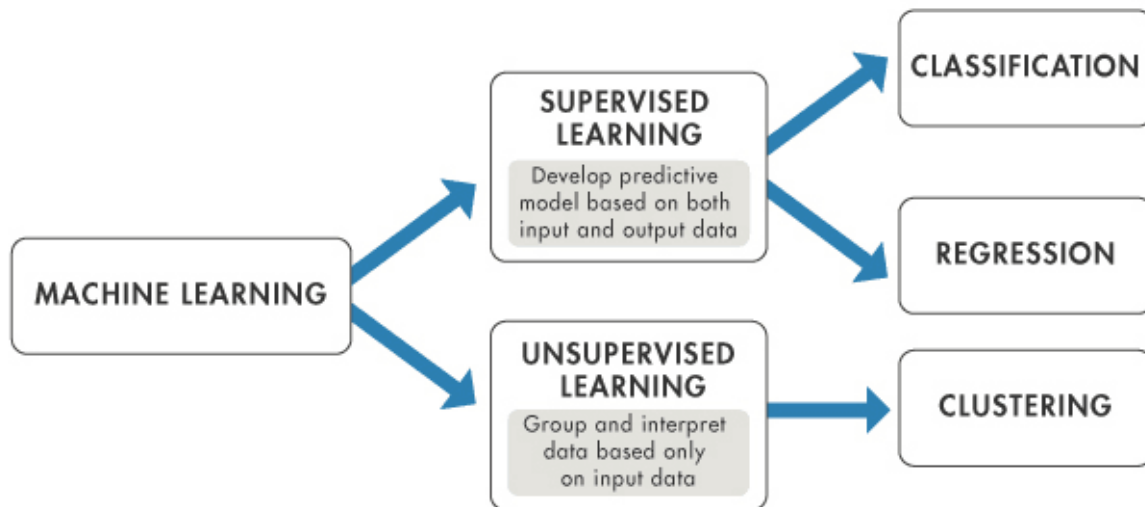 MACHINE LEARNING
SUPERVISED
LEARNING
Develop predictive
model based on both
input and output data
UNSUPERVISED
LEARNING
Group and interpret
data based only
on input data
CLASSIFICATION
REGRESSION
CLUSTERING